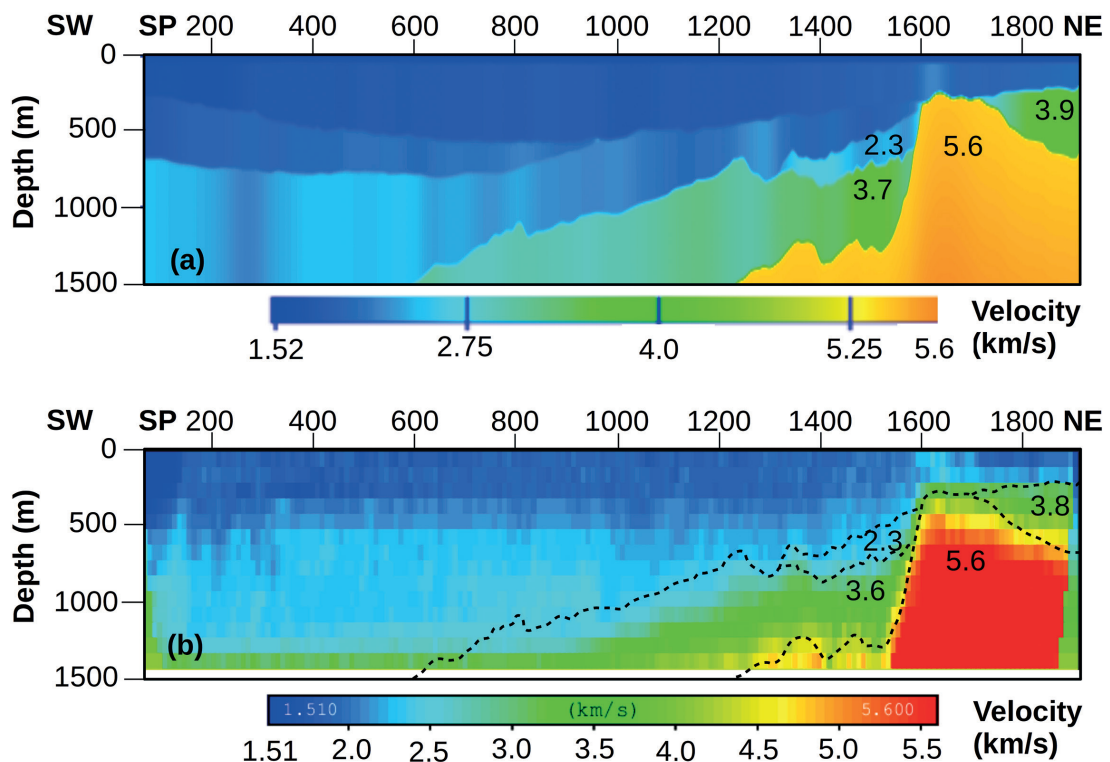 SW SP 200 400 600 800 1000 1200 1400 1600 1800 NE
0
500
1000
1500
Depth (m)
3.9
2.3
5.6
3.7
(a)
1.52 2.75 4.0 5.25 5.6
Velocity
(km/s)
SW SP 200 400 600 800 1000 1200 1400 1600 1800 NE
0
500
1000
1500
Depth (m)
3.8
2.3
5.6
3.6
(b)
1.510 (km/s) 5.600
1.51 2.0 2.5 3.0 3.5 4.0 4.5 5.0 5.5
Velocity
(km/s)